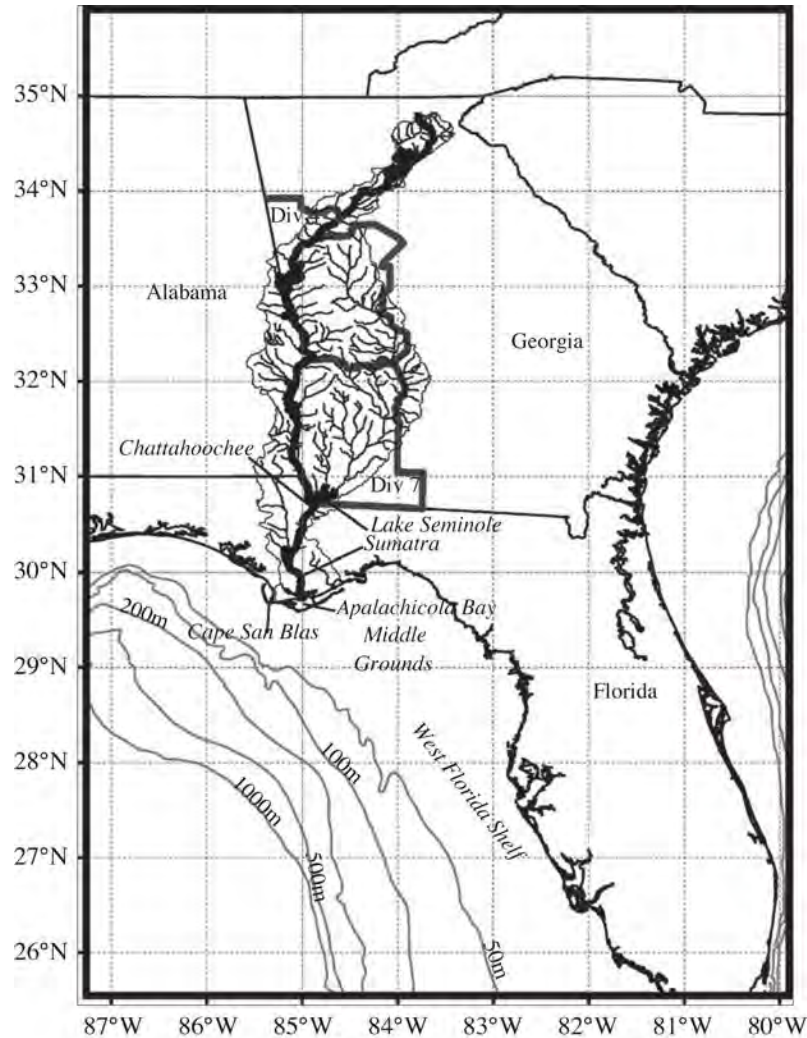 35°N
34°N
33°N
32°N
31°N
30°N
29°N
28°N
27°N
26°N
Div
Alabama
Georgia
Chattahoochee
Div 7
Lake Seminole
Sumatra
Apalachicola Bay
Cape San Blas
Middle
Grounds
Florida
West Florida Shelf
200m
100m
1000m
500m
50m
87°W
86°W
85°W
84°W
83°W
82°W
81°W
80°W